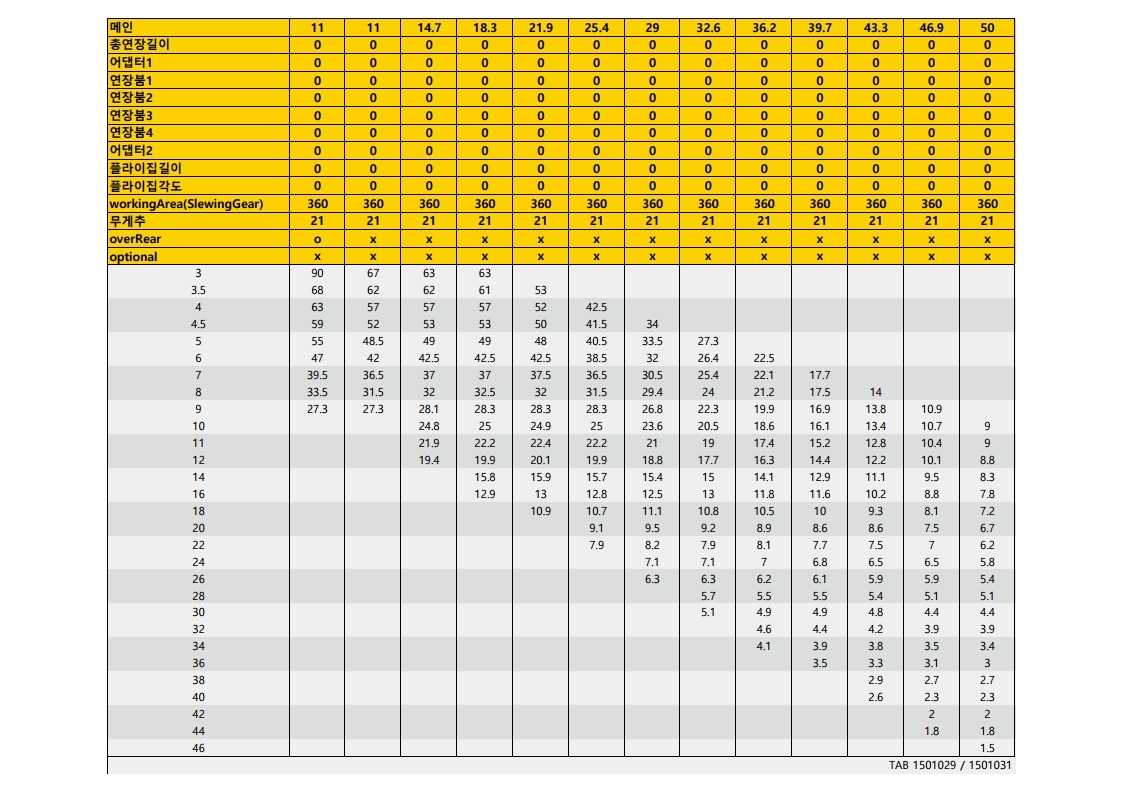 메인 11 11 14.7 18.3 21.9 25.4 29 32.6 36.2 39.7 43.3 46.9 50
총연장길이 0 0 0 0 0 0 0 0 0 0 0 0 0
어댑터1 0 0 0 0 0 0 0 0 0 0 0 0 0
연장붐1 0 0 0 0 0 0 0 0 0 0 0 0 0
연장붐2 0 0 0 0 0 0 0 0 0 0 0 0 0
연장붐3 0 0 0 0 0 0 0 0 0 0 0 0 0
연장붐4 0 0 0 0 0 0 0 0 0 0 0 0 0
어댑터2 0 0 0 0 0 0 0 0 0 0 0 0 0
플라이집길이 0 0 0 0 0 0 0 0 0 0 0 0 0
플라이집각도 0 0 0 0 0 0 0 0 0 0 0 0 0
workingArea(SlewingGear) 360 360 360 360 360 360 360 360 360 360 360 360 360
무게추 21 21 21 21 21 21 21 21 21 21 21 21 21
overRear o x x x x x x x x x x x x
optional x x x x x x x x x x x x x
3 90 67 63 63
3.5 68 62 62 61 53
4 63 57 57 57 52 42.5
4.5 59 52 53 53 50 41.5 34
5 55 48.5 49 49 48 40.5 33.5 27.3
6 47 42 42.5 42.5 42.5 38.5 32 26.4 22.5
7 39.5 36.5 37 37 37.5 36.5 30.5 25.4 22.1 17.7
8 33.5 31.5 32 32.5 32 31.5 29.4 24 21.2 17.5 14
9 27.3 27.3 28.1 28.3 28.3 28.3 26.8 22.3 19.9 16.9 13.8 10.9
10 24.8 25 24.9 25 23.6 20.5 18.6 16.1 13.4 10.7 9
11 21.9 22.2 22.4 22.2 21 19 17.4 15.2 12.8 10.4 9
12 19.4 19.9 20.1 19.9 18.8 17.7 16.3 14.4 12.2 10.1 8.8
14 15.8 15.9 15.7 15.4 15 14.1 12.9 11.1 9.5 8.3
16 12.9 13 12.8 12.5 13 11.8 11.6 10.2 8.8 7.8
18 10.9 10.7 11.1 10.8 10.5 10 9.3 8.1 7.2
20 9.1 9.5 9.2 8.9 8.6 8.6 7.5 6.7
22 7.9 8.2 7.9 8.1 7.7 7.5 7 6.2
24 7.1 7.1 7 6.8 6.5 6.5 5.8
26 6.3 6.3 6.2 6.1 5.9 5.9 5.4
28 5.7 5.5 5.5 5.4 5.1 5.1
30 5.1 4.9 4.9 4.8 4.4 4.4
32 4.6 4.4 4.2 3.9 3.9
34 4.1 3.9 3.8 3.5 3.4
36 3.5 3.3 3.1 3
38 2.9 2.7 2.7
40 2.6 2.3 2.3
42 2 2
44 1.8 1.8
46 1.5
TAB 1501029 / 1501031